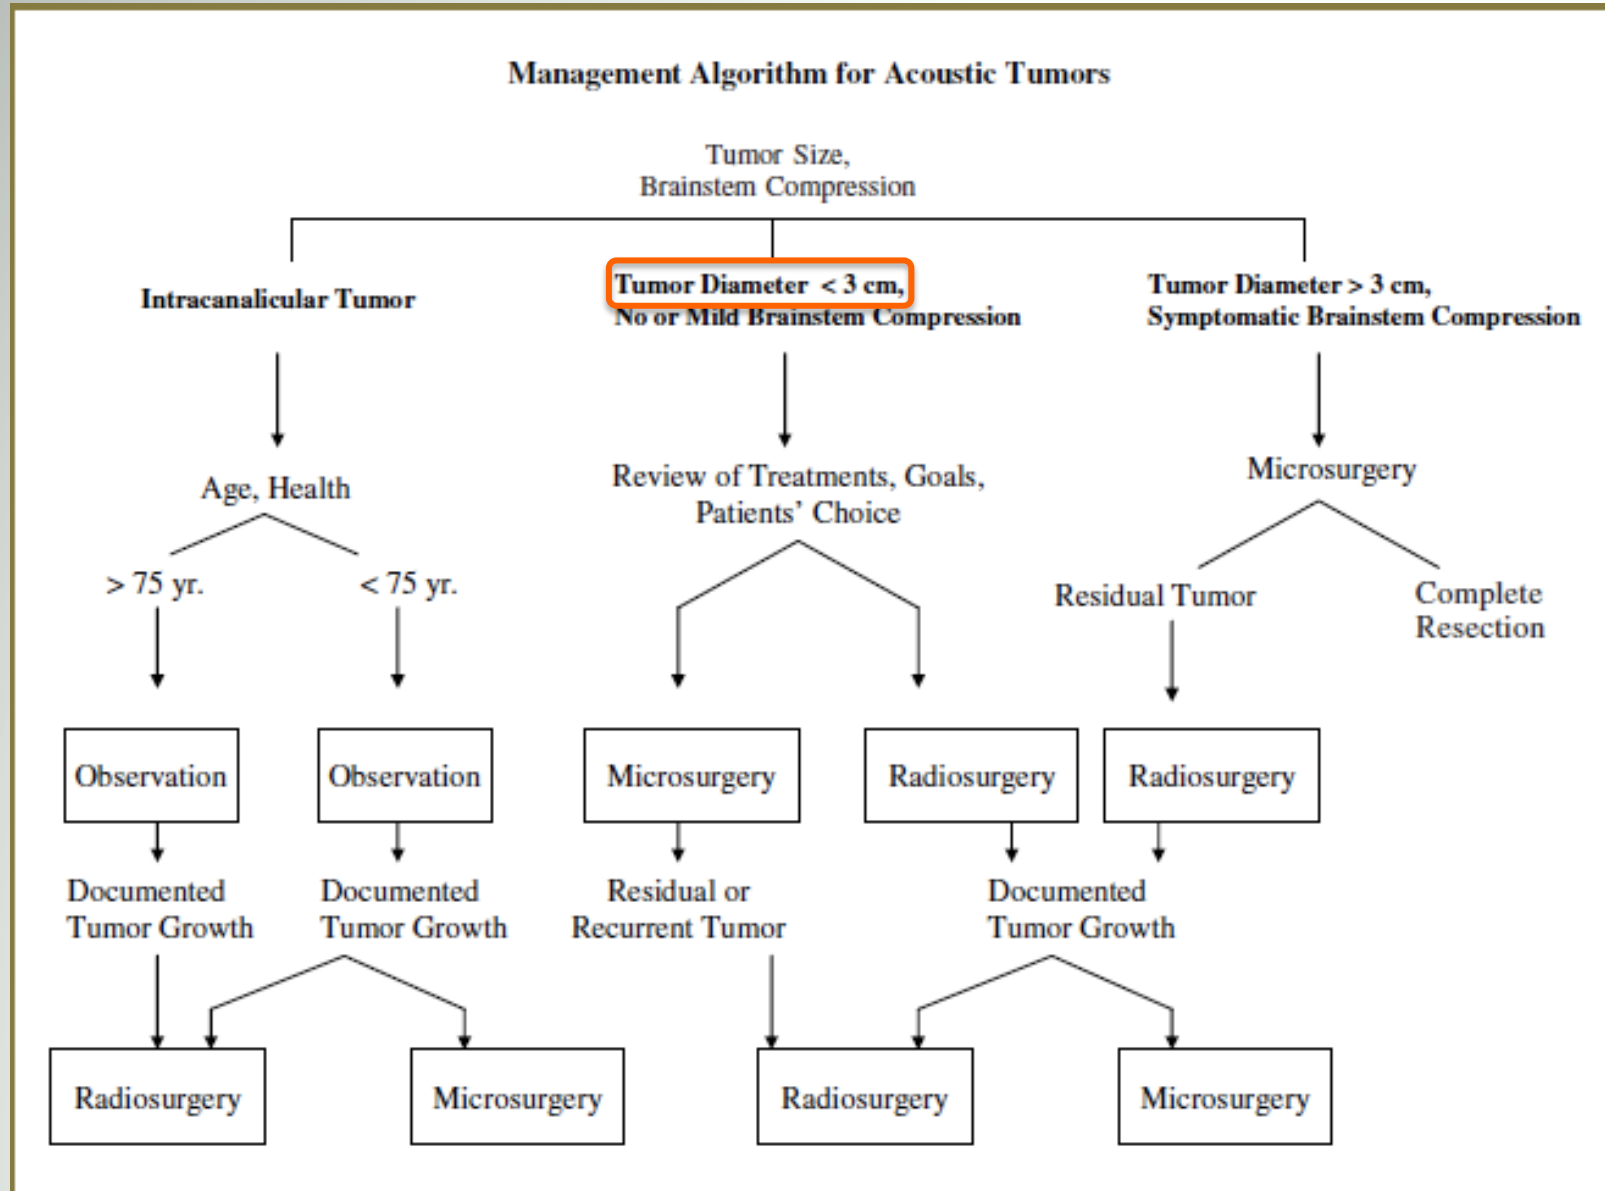 Management Algorithm for Acoustic Tumors
Tumor Size,
Brainstem Compression
Intracanalicular Tumor
Tumor Diameter < 3 cm,
No or Mild Brainstem Compression
Tumor Diameter > 3 cm,
Symptomatic Brainstem Compression
Age, Health
Review of Treatments, Goals,
Patients' Choice
Microsurgery
> 75 yr.
< 75 yr.
Residual Tumor
Complete
Resection
Observation
Observation
Microsurgery
Radiosurgery
Radiosurgery
Documented
Tumor Growth
Documented
Tumor Growth
Residual or
Recurrent Tumor
Documented
Tumor Growth
Radiosurgery
Microsurgery
Radiosurgery
Microsurgery